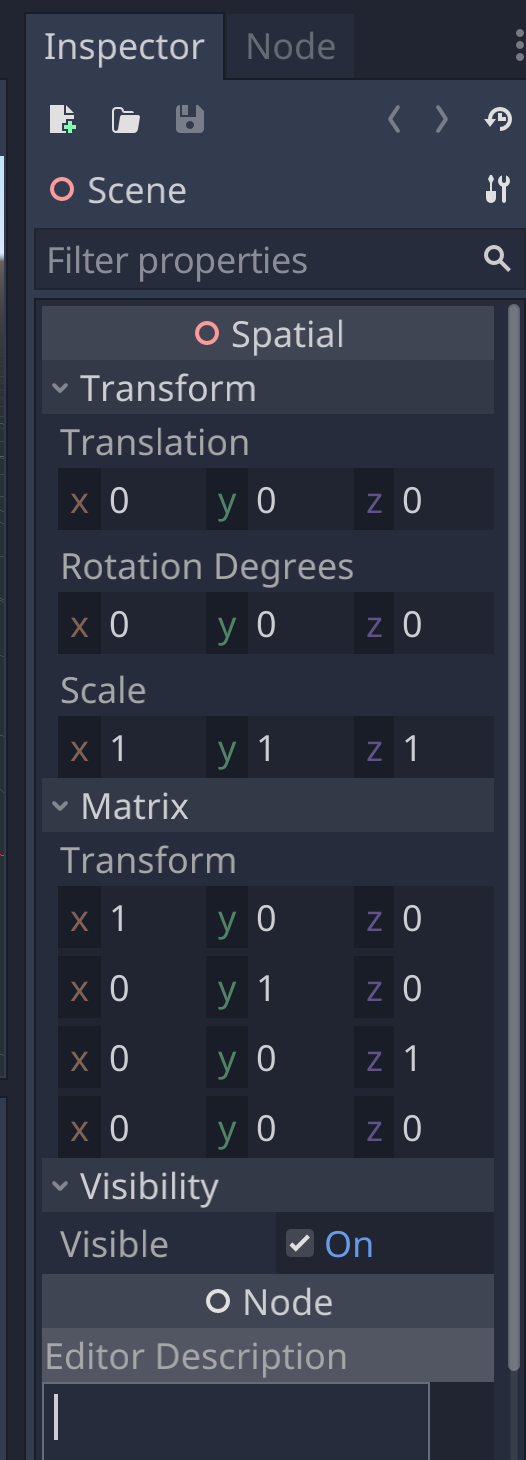 Inspector Node
Scene
Filter properties
Spatial
Transform
Translation
x 0 y 0 z 0
Rotation Degrees
x 0 y 0 z 0
Scale
x 1 y 1 z 1
Matrix
Transform
x 1 y 0 z 0
x 0 y 1 z 0
x 0 y 0 z 1
x 0 y 0 z 0
Visibility
Visible On
Node
Editor Description